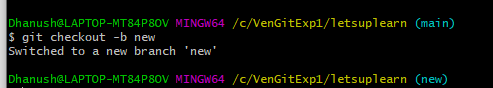 Dhanush@LAPTOP-MT84P8OV MINGW64 /c/VenGitExp1/letsuplearn (main)
$ git checkout -b new
Switched to a new branch 'new'
Dhanush@LAPTOP-MT84P8OV MINGW64 /c/VenGitExp1/letsuplearn (new)